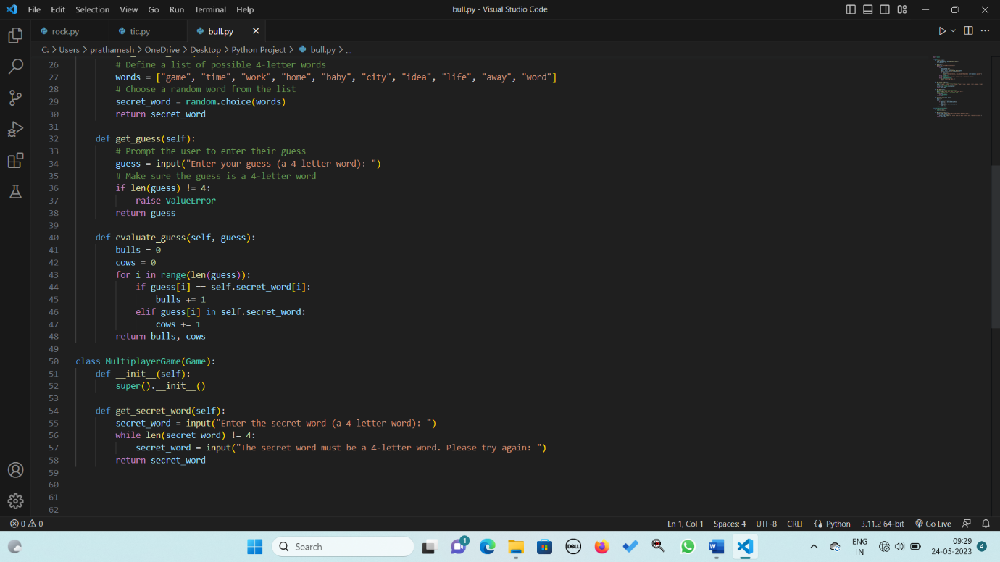 File Edit Selection View Go Run Terminal Help bull.py - Visual Studio Code
rock.py tic.py bull.py
C: > Users > prathamesh > OneDrive > Desktop > Python Project > bull.py > ...
26 # Define a list of possible 4-letter words
27 words = ["game", "time", "work", "home", "baby", "city", "idea", "life", "away", "word"]
28 # Choose a random word from the list
29 secret_word = random.choice(words)
30 return secret_word
31
32 def get_guess(self):
33 # Prompt the user to enter their guess
34 guess = input("Enter your guess (a 4-letter word): ")
35 # Make sure the guess is a 4-letter word
36 if len(guess) != 4:
37 raise ValueError
38 return guess
39
40 def evaluate_guess(self, guess):
41 bulls = 0
42 cows = 0
43 for i in range(len(guess)):
44 if guess[i] == self.secret_word[i]:
45 bulls += 1
46 elif guess[i] in self.secret_word:
47 cows += 1
48 return bulls, cows
49
50 class MultiplayerGame(Game):
51 def __init__(self):
52 super().__init__()
53
54 def get_secret_word(self):
55 secret_word = input("Enter the secret word (a 4-letter word): ")
56 while len(secret_word) != 4:
57 secret_word = input("The secret word must be a 4-letter word. Please try again: ")
58 return secret_word
59
60
61
62
0 0 Ln 1, Col 1 Spaces: 4 UTF-8 CRLF Python 3.11.2 64-bit Go Live
Search 1 DELL ENG IN 09:29 24-05-2023 4